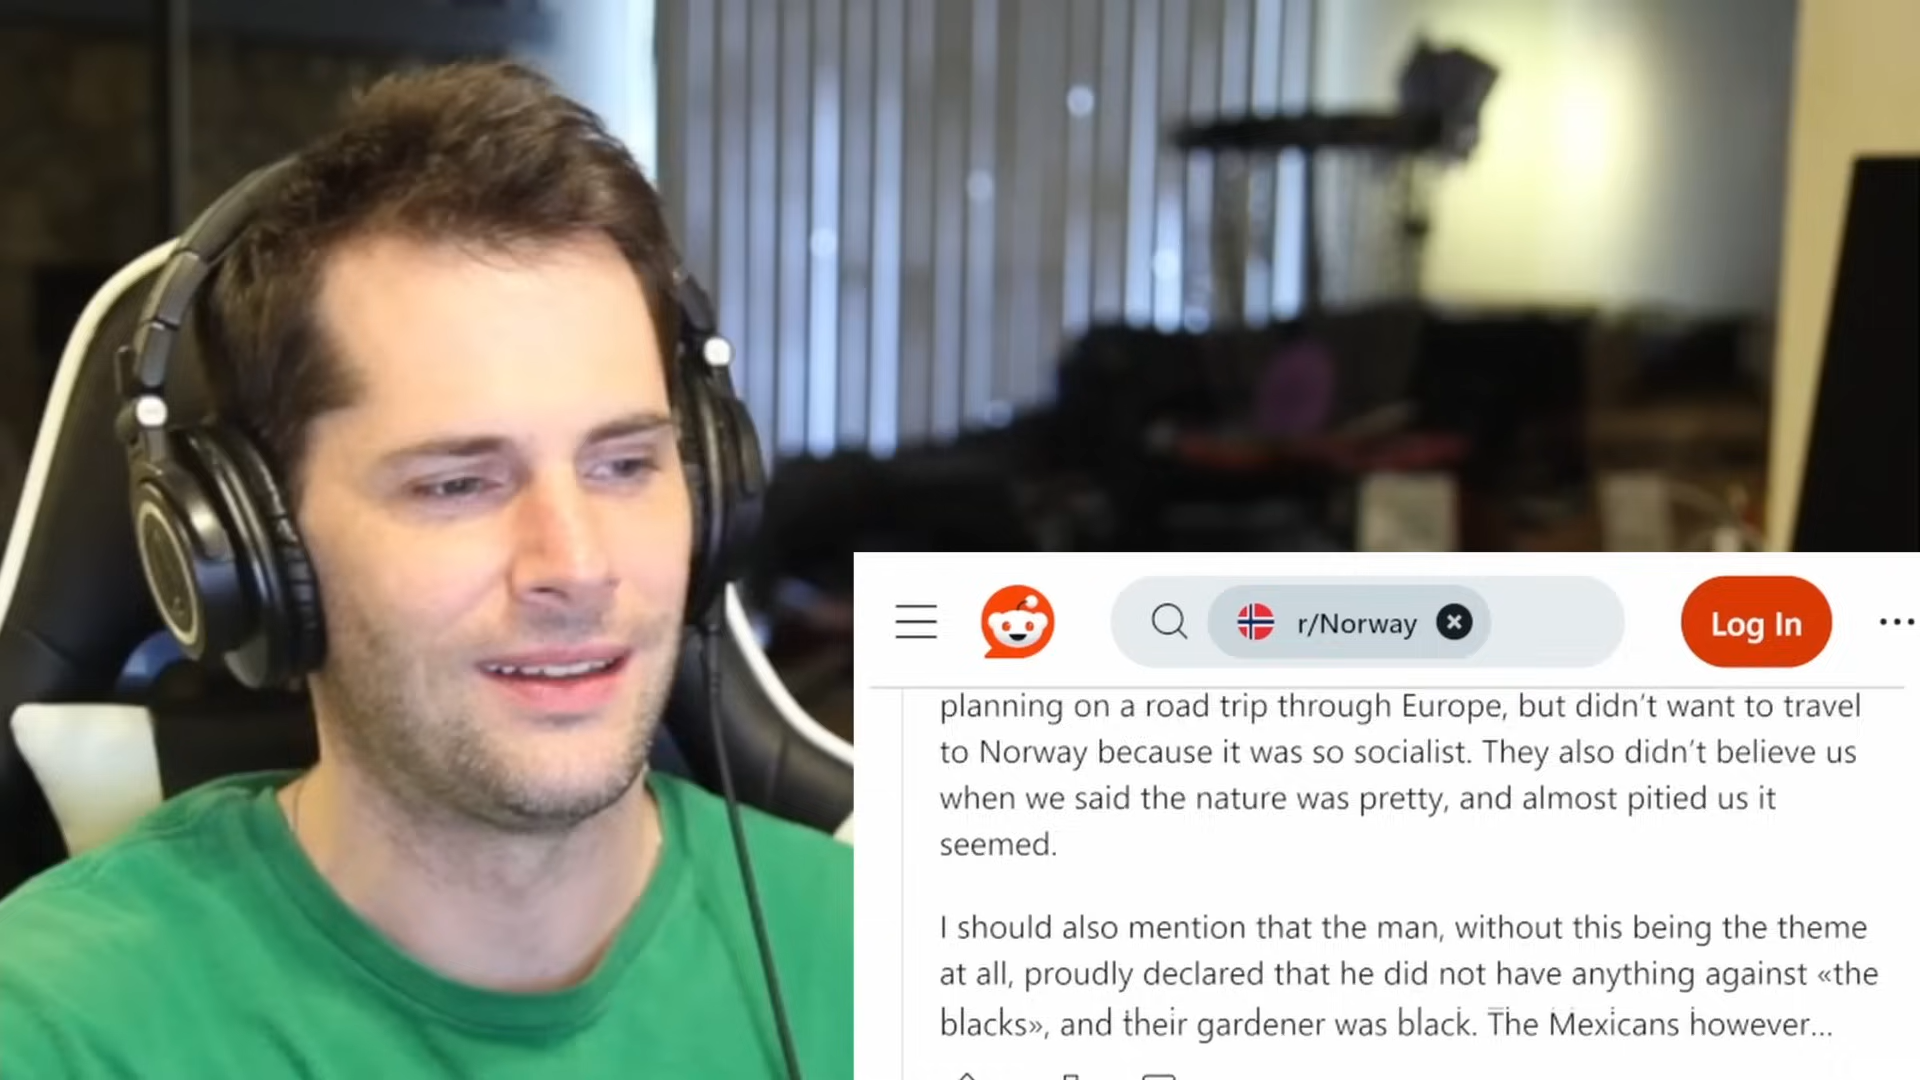 r/Norway
Log In
planning on a road trip through Europe, but didn’t want to travel
to Norway because it was so socialist. They also didn’t believe us
when we said the nature was pretty, and almost pitied us it
seemed.
I should also mention that the man, without this being the theme
at all, proudly declared that he did not have anything against «the
blacks», and their gardener was black. The Mexicans however...